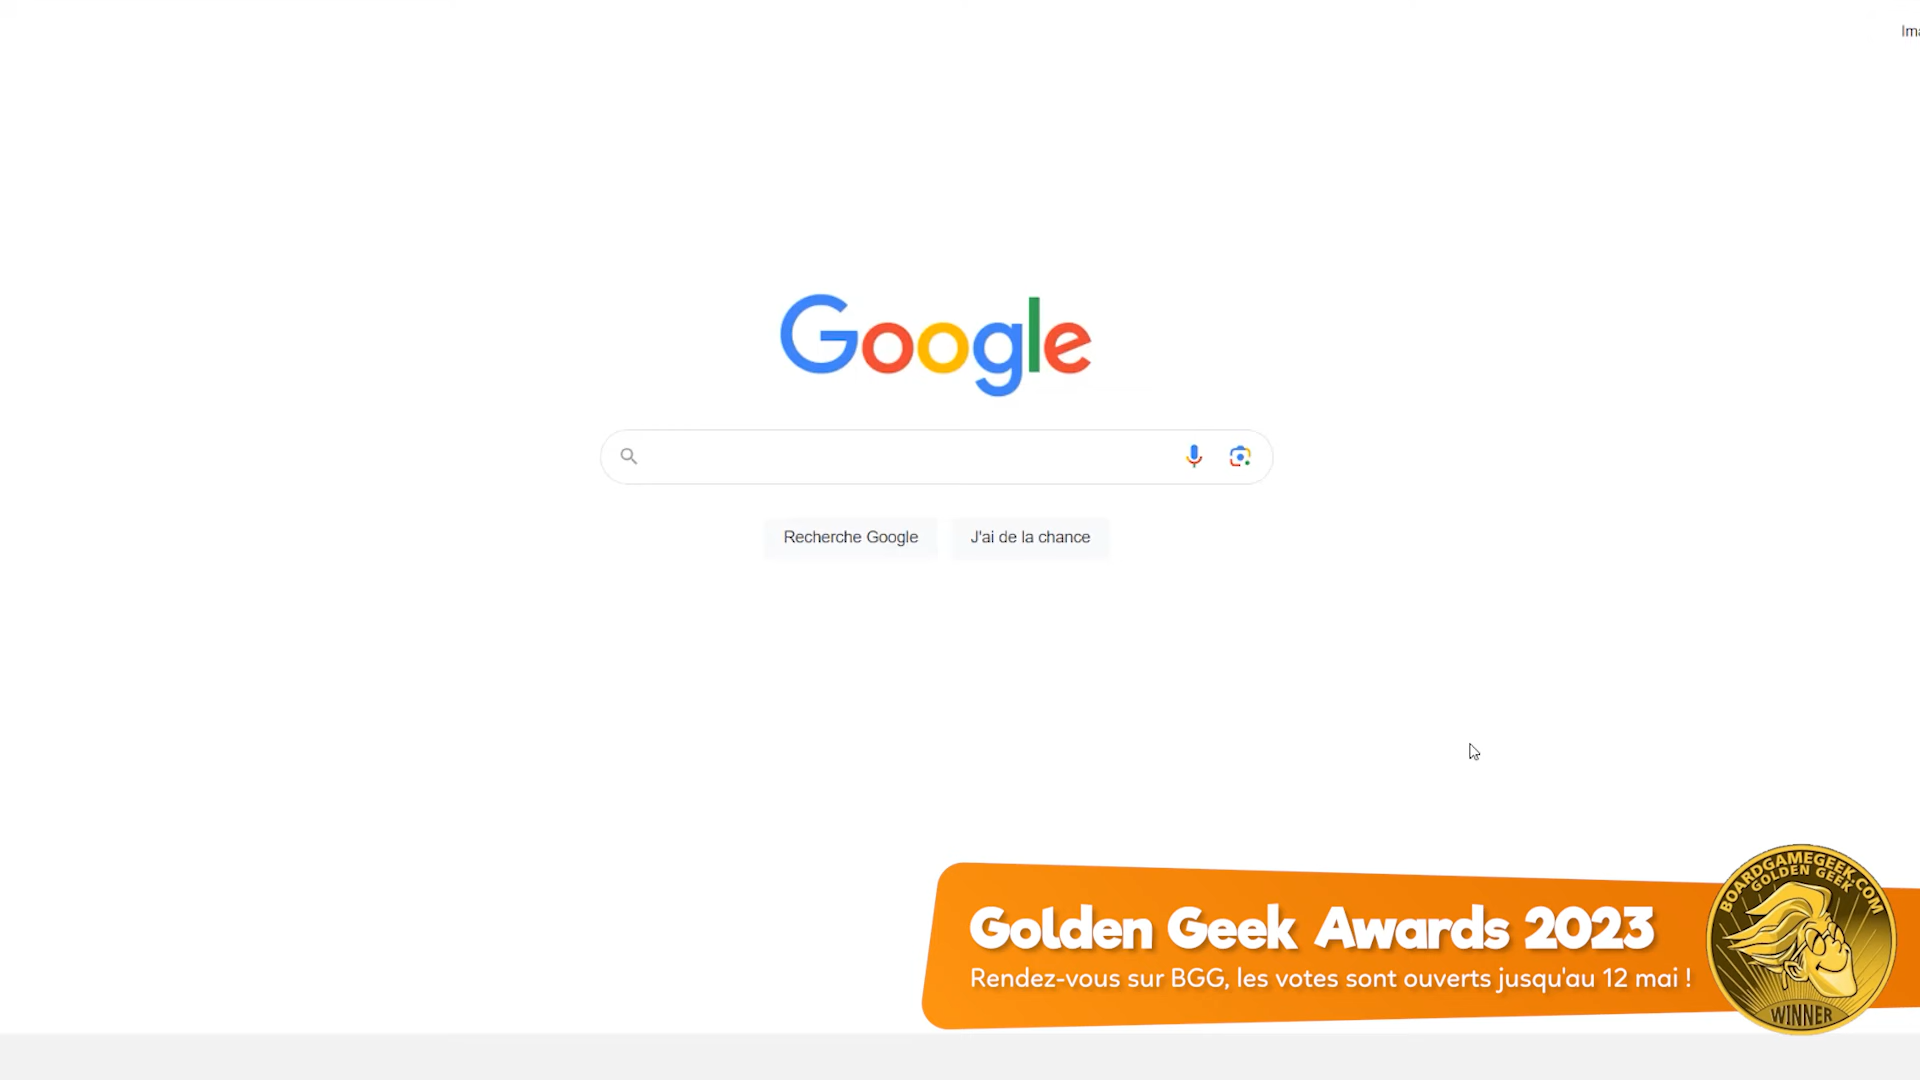 Ima
Google
Recherche Google
J'ai de la chance
Golden Geek Awards 2023
Rendez-vous sur BGG, les votes sont ouverts jusqu'au 12 mai !
BOARDGAMEGEEK.COM
GOLDEN GEEK
WINNER